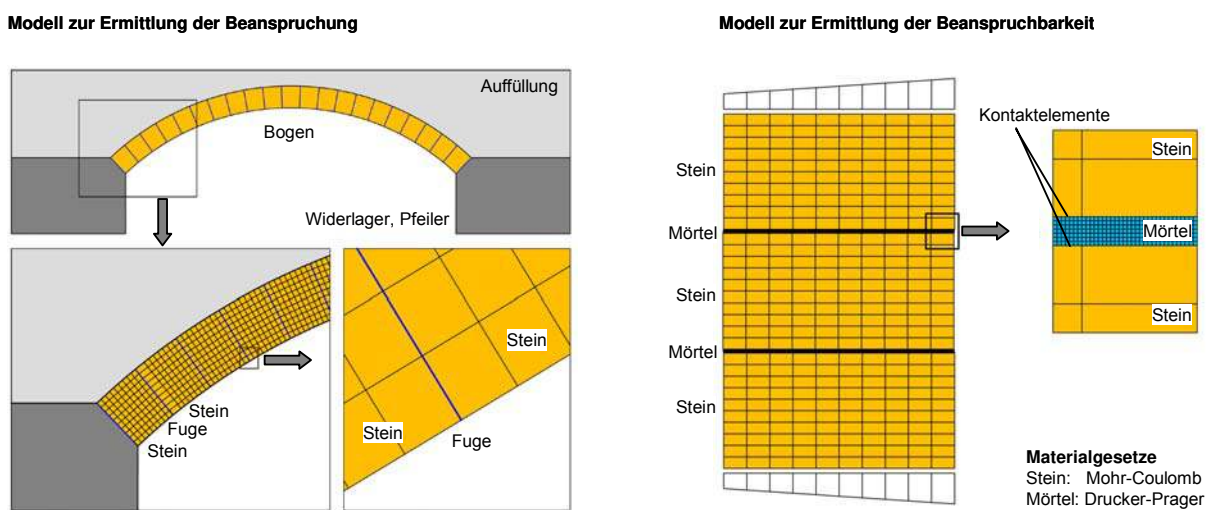 Modell zur Ermittlung der Beanspruchung
Auffüllung
Bogen
Widerlager, Pfeiler
Stein
Fuge
Stein
Stein
Stein
Fuge
Modell zur Ermittlung der Beanspruchbarkeit
Stein
Mörtel
Stein
Mörtel
Stein
Kontaktelemente
Stein
Mörtel
Stein
Materialgesetze
Stein: Mohr-Coulomb
Mörtel: Drucker-Prager